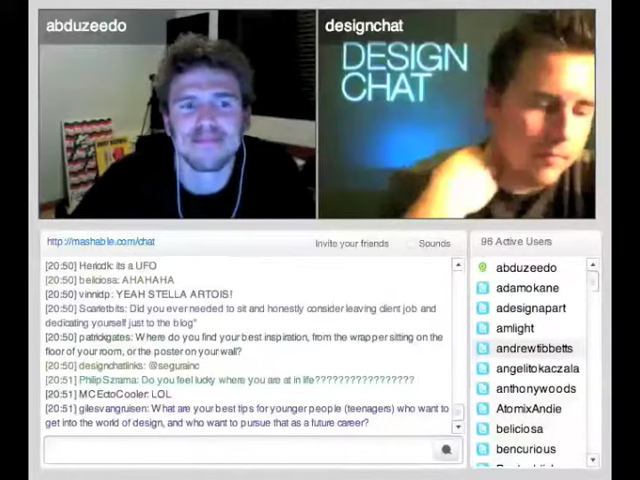 abduzeedo
designchat
DESIGN
CHAT
http://mashable.com/chat
Invite your friends
Sounds
96 Active Users
[20:50] Hericdk: its a UFO
[20:50] beliciosa: AHAHAHA
[20:50] vinnidp: YEAH STELLA ARTOIS!
[20:50] Scarletbits: Did you ever needed to sit and honestly consider leaving client job and
dedicating yourself just to the blog"
[20:50] patrickgates: Where do you find your best inspiration, from the wrapper sitting on the
floor of your room, or the poster on your wall?
[20:50] designchatlinks: @segurainc
[20:51] PhilipSzrama: Do you feel lucky where you are at in life????????????????
[20:51] MCEctoCooler: LOL
[20:51] gilesvangruisen: What are your best tips for younger people (teenagers) who want to
get into the world of design, and who want to pursue that as a future career?
abduzeedo
adamokane
adesignapart
amlight
andrewtibbetts
angelitokaczala
anthonywoods
AtomixAndie
beliciosa
bencurious